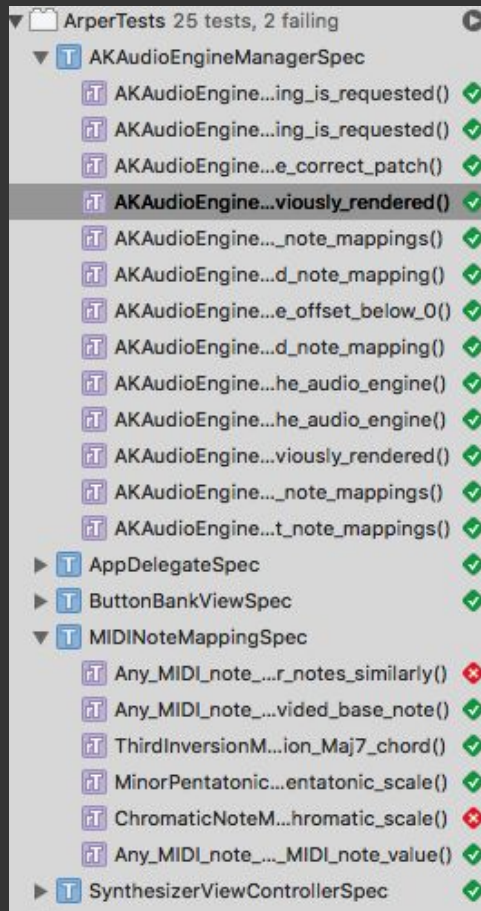 ArperTests 25 tests, 2 failing
T AKAudioEngineManagerSpec
T AKAudioEngine...ing_is_requested()
T AKAudioEngine...ing_is_requested()
T AKAudioEngine...e_correct_patch()
T AKAudioEngine...viously_rendered()
T AKAudioEngine..._note_mappings()
T AKAudioEngine...d_note_mapping()
T AKAudioEngine...e_offset_below_0()
T AKAudioEngine...d_note_mapping()
T AKAudioEngine...he_audio_engine()
T AKAudioEngine...he_audio_engine()
T AKAudioEngine...viously_rendered()
T AKAudioEngine..._note_mappings()
T AKAudioEngine...t_note_mappings()
T AppDelegateSpec
T ButtonBankViewSpec
T MIDINoteMappingSpec
T Any_MIDI_note_...r_notes_similarly()
T Any_MIDI_note_...vided_base_note()
T ThirdInversionM...ion_Maj7_chord()
T MinorPentatonic...entatonic_scale()
T ChromaticNoteM...hromatic_scale()
T Any_MIDI_note_..._MIDI_note_value()
T SynthesizerViewControllerSpec